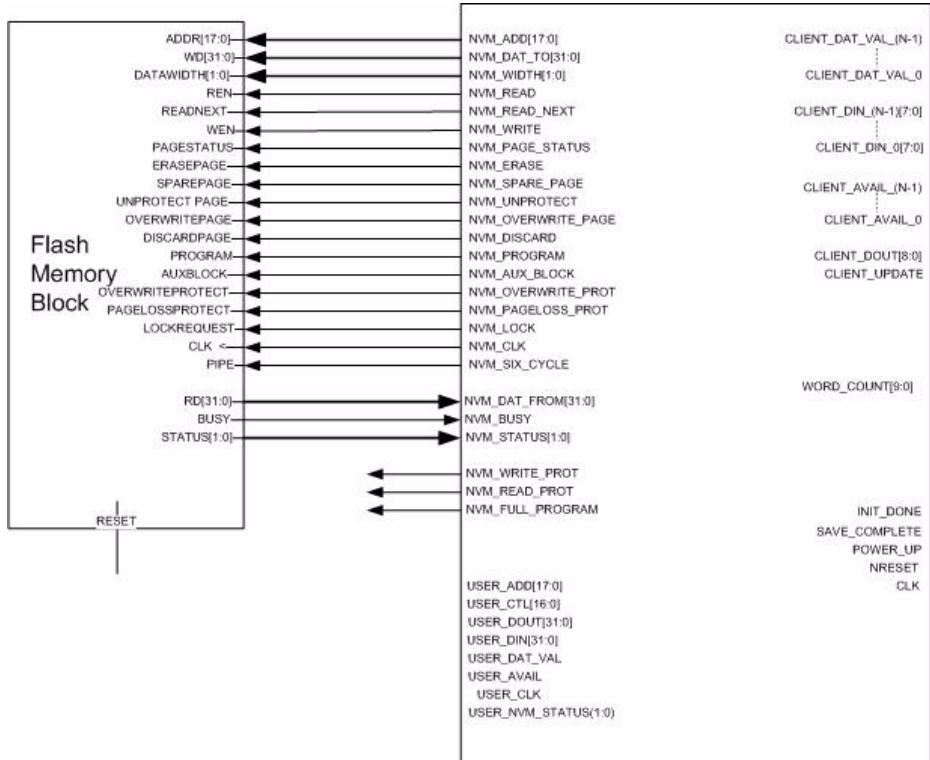 ADDR[17:0] NVM_ADD[17:0] CLIENT_DAT_VAL_(N-1)
WD[31:0] NVM_DAT_TO[31:0]
DATAWIDTH[1:0] NVM_WIDTH[1:0] CLIENT_DAT_VAL_0
REN NVM_READ
READNEXT NVM_READ_NEXT CLIENT_DIN_(N-1)[7:0]
WEN NVM_WRITE
PAGESTATUS NVM_PAGE_STATUS CLIENT_DIN_0[7:0]
ERASEPAGE NVM_ERASE
SPAREPAGE NVM_SPARE_PAGE CLIENT_AVAIL_(N-1)
UNPROTECT PAGE NVM_UNPROTECT
OVERWRITEPAGE NVM_OVERWRITE_PAGE CLIENT_AVAIL_0
DISCARDPAGE NVM_DISCARD
Flash
PROGRAM NVM_PROGRAM CLIENT_DOUT[8:0]
Memory
AUXBLOCK NVM_AUX_BLOCK CLIENT_UPDATE
Block
OVERWRITEPROTECT NVM_OVERWRITE_PROT
PAGELOSSPROTECT NVM_PAGELOSS_PROT
LOCKREQUEST NVM_LOCK
CLK < NVM_CLK
PIPE NVM_SIX_CYCLE
WORD_COUNT[9:0]
RD[31:0] NVM_DAT_FROM[31:0]
BUSY NVM_BUSY
STATUS[1:0] NVM_STATUS[1:0]
NVM_WRITE_PROT
NVM_READ_PROT
NVM_FULL_PROGRAM INIT_DONE
RESET
SAVE_COMPLETE
POWER_UP
NRESET
USER_ADD[17:0] CLK
USER_CTL[16:0]
USER_DOUT[31:0]
USER_DIN[31:0]
USER_DAT_VAL
USER_AVAIL
USER_CLK
USER_NVM_STATUS(1:0)